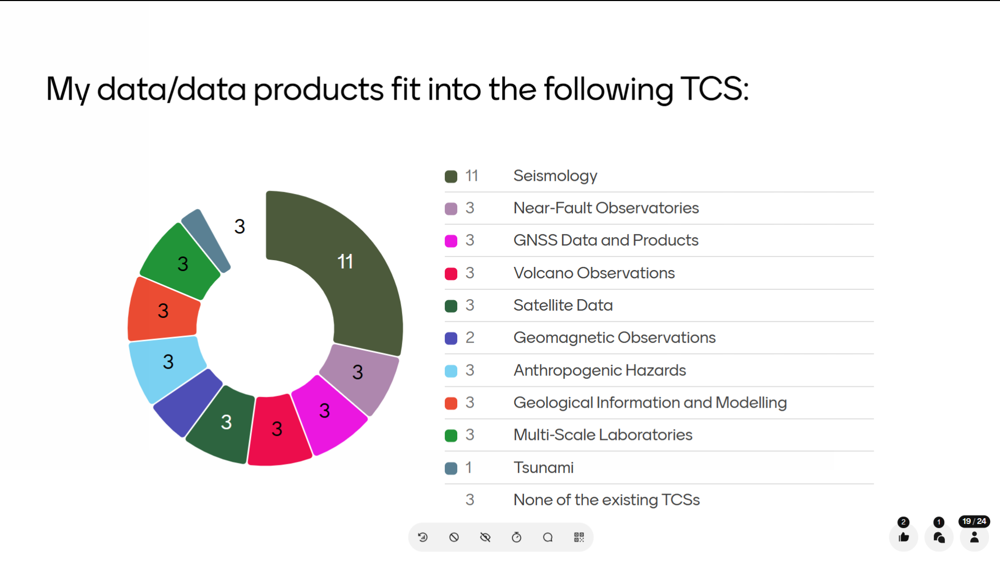 My data/data products fit into the following TCS:
11 Seismology
3 Near-Fault Observatories
3 GNSS Data and Products
3 Volcano Observations
3 Satellite Data
2 Geomagnetic Observations
3 Anthropogenic Hazards
3 Geological Information and Modelling
3 Multi-Scale Laboratories
1 Tsunami
3 None of the existing TCSs
3
11
3
3
3
3
3
3
3
2
1
19 / 24